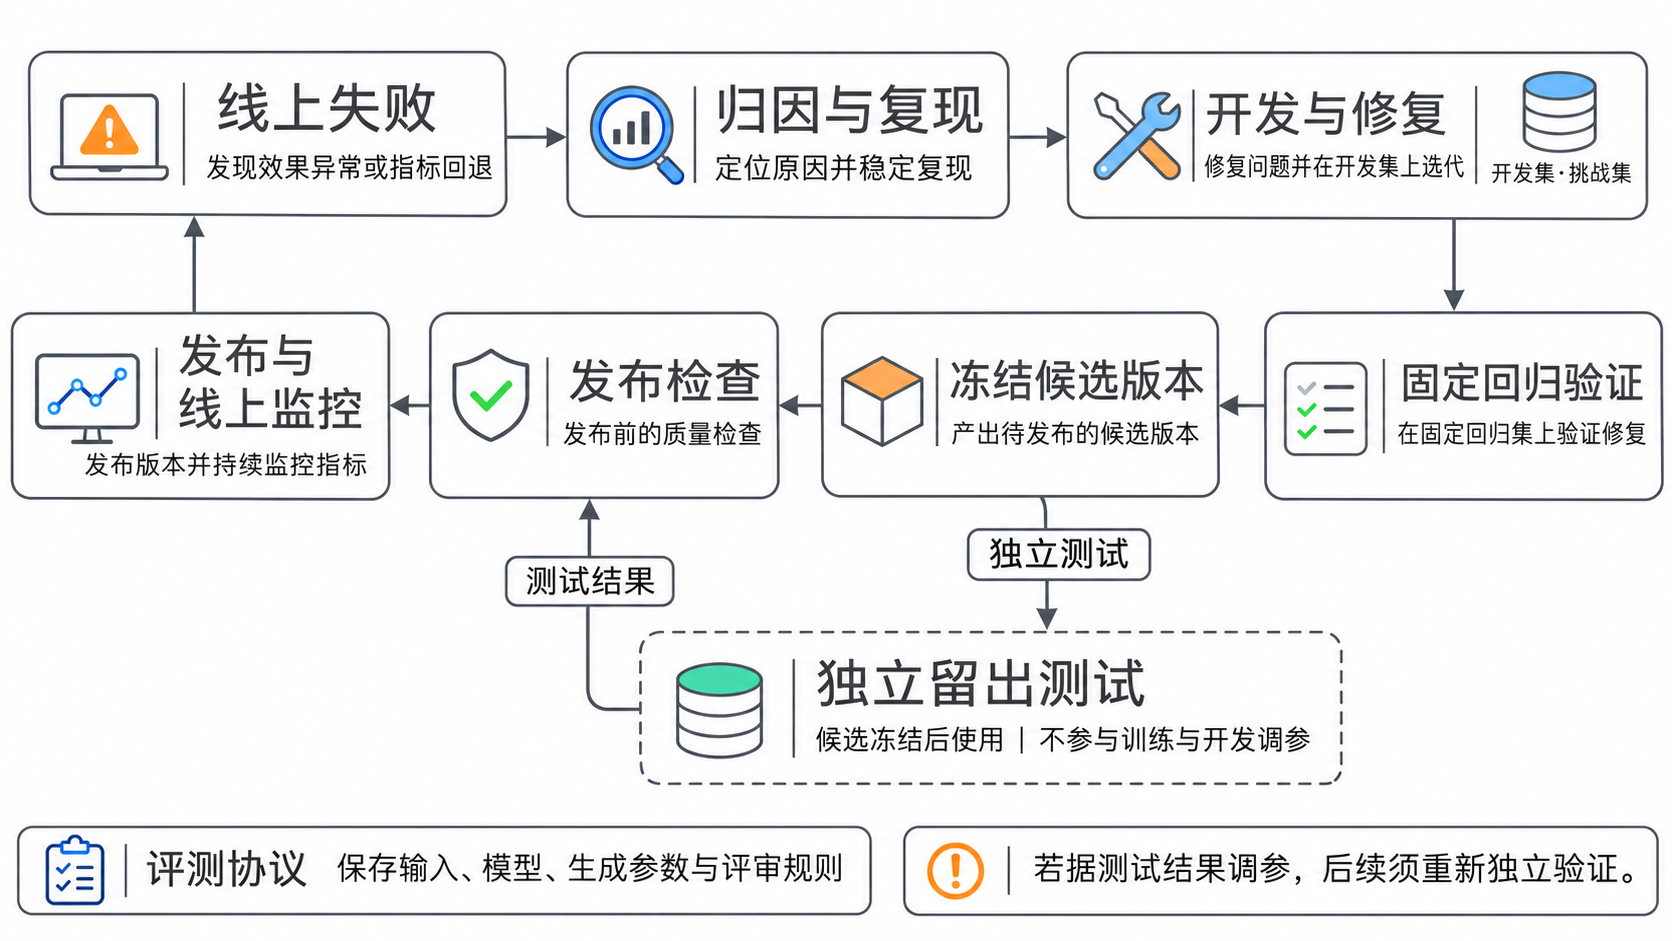 线上失败
发现效果异常或指标回退
归因与复现
定位原因并稳定复现
开发与修复
修复问题并在开发集上迭代
开发集·挑战集
发布与
线上监控
发布版本并持续监控指标
发布检查
发布前的质量检查
冻结候选版本
产出待发布的候选版本
固定回归验证
在固定回归集上验证修复
测试结果
独立测试
独立留出测试
候选冻结后使用 | 不参与训练与开发调参
评测协议 保存输入、模型、生成参数与评审规则
若据测试结果调参，后续须重新独立验证。